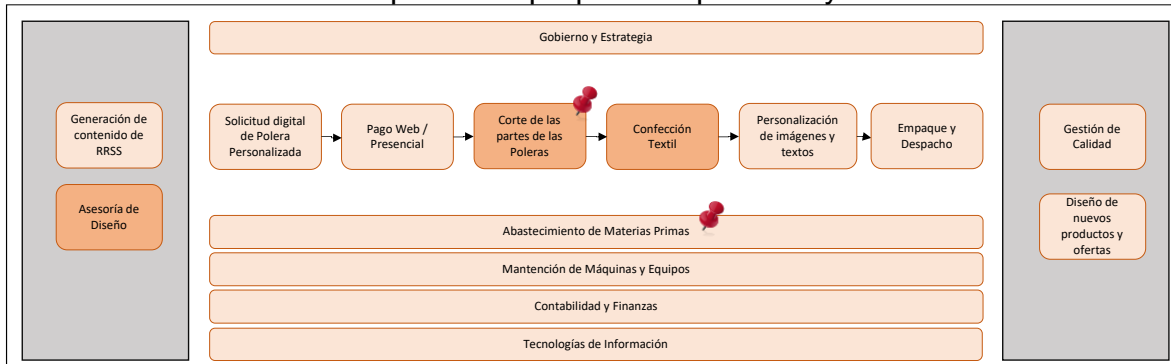 Gobierno y Estrategia
Generación de
contenido de
RRSS
Asesoría de
Diseño
Solicitud digital
de Polera
Personalizada
Pago Web /
Presencial
Corte de las
partes de las
Poleras
Confección
Textil
Personalización
de imágenes y
textos
Empaque y
Despacho
Gestión de
Calidad
Diseño de
nuevos
productos y
ofertas
Abastecimiento de Materias Primas
Mantención de Máquinas y Equipos
Contabilidad y Finanzas
Tecnologías de Información